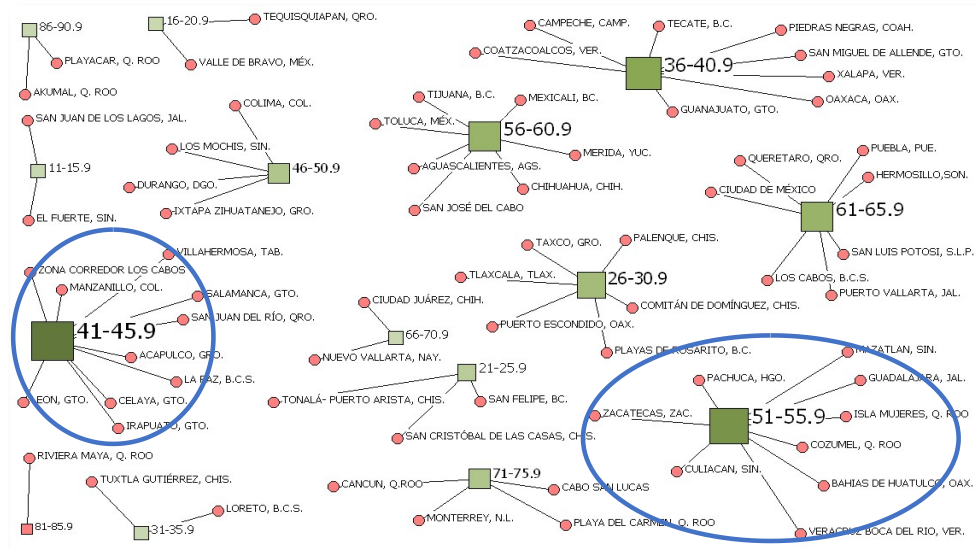 86-90.9
PLAYACAR, Q. ROO
AKUMAL, Q. ROO
16-20.9
TEQUISQUIAPAN, QRO.
VALLE DE BRAVO, MÉX.
CAMPECHE, CAMP.
TECATE, B.C.
PIEDRAS NEGRAS, COAH.
COATZACOALCOS, VER.
SAN MIGUEL DE ALLENDE, GTO.
36-40.9
XALAPA, VER.
OAXACA, OAX.
GUANAJUATO, GTO.
SAN JUAN DE LOS LAGOS, JAL.
11-15.9
EL FUERTE, SIN.
COLIMA, COL.
LOS MOCHIS, SIN.
46-50.9
DURANGO, DGO.
IXTAPA ZIHUATANEJO, GRO.
TIJUANA, B.C.
MEXICALI, BC.
TOLUCA, MÉX.
56-60.9
MERIDA, YUC.
AGUASCALIENTES, AGS.
CHIHUAHUA, CHIH.
SAN JOSÉ DEL CABO
PUEBLA, PUE.
QUERETARO, QRO.
HERMOSILLO,SON.
CIUDAD DE MÉXICO
61-65.9
SAN LUIS POTOSI, S.L.P.
LOS CABOS, B.C.S.
PUERTO VALLARTA, JAL.
VILLAHERMOSA, TAB.
ZONA CORREDOR LOS CABOS
MANZANILLO, COL.
SALAMANCA, GTO.
SAN JUAN DEL RÍO, QRO.
41-45.9
ACAPULCO, GRO.
LA PAZ, B.C.S.
LEON, GTO.
CELAYA, GTO.
IRAPUATO, GTO.
TAXCO, GRO.
PALENQUE, CHIS.
TLAXCALA, TLAX.
26-30.9
COMITÁN DE DOMÍNGUEZ, CHIS.
PUERTO ESCONDIDO, OAX.
PLAYAS DE ROSARITO, B.C.
CIUDAD JUÁREZ, CHIH.
66-70.9
NUEVO VALLARTA, NAY.
21-25.9
TONALÁ- PUERTO ARISTA, CHIS.
SAN FELIPE, BC.
SAN CRISTÓBAL DE LAS CASAS, CHIS.
MAZATLAN, SIN.
PACHUCA, HGO.
GUADALAJARA, JAL.
ZACATECAS, ZAC.
51-55.9
ISLA MUJERES, Q. ROO
COZUMEL, Q. ROO
CULIACAN, SIN.
BAHIAS DE HUATULCO, OAX.
VERACRUZ BOCA DEL RIO, VER.
RIVIERA MAYA, Q. ROO
81-85.9
TUXTLA GUTIÉRREZ, CHIS.
LORETO, B.C.S.
31-35.9
71-75.9
CANCUN, Q.ROO
CABO SAN LUCAS
MONTERREY, N.L.
PLAYA DEL CARMEN, Q. ROO